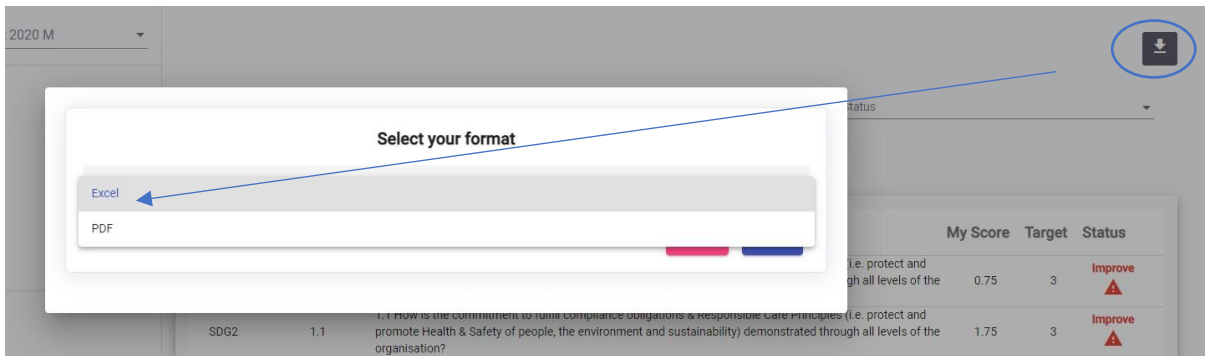 2020 M
tatus
Select your format
Excel
PDF
My Score Target Status
(i.e. protect and
gh all levels of the
0.75 3 Improve
SDG2 1.1 1.1 How is the commitment to fulfil compliance obligations & Responsible Care Principles (i.e. protect and
promote Health & Safety of people, the environment and sustainability) demonstrated through all levels of the
organisation?
1.75 3 Improve